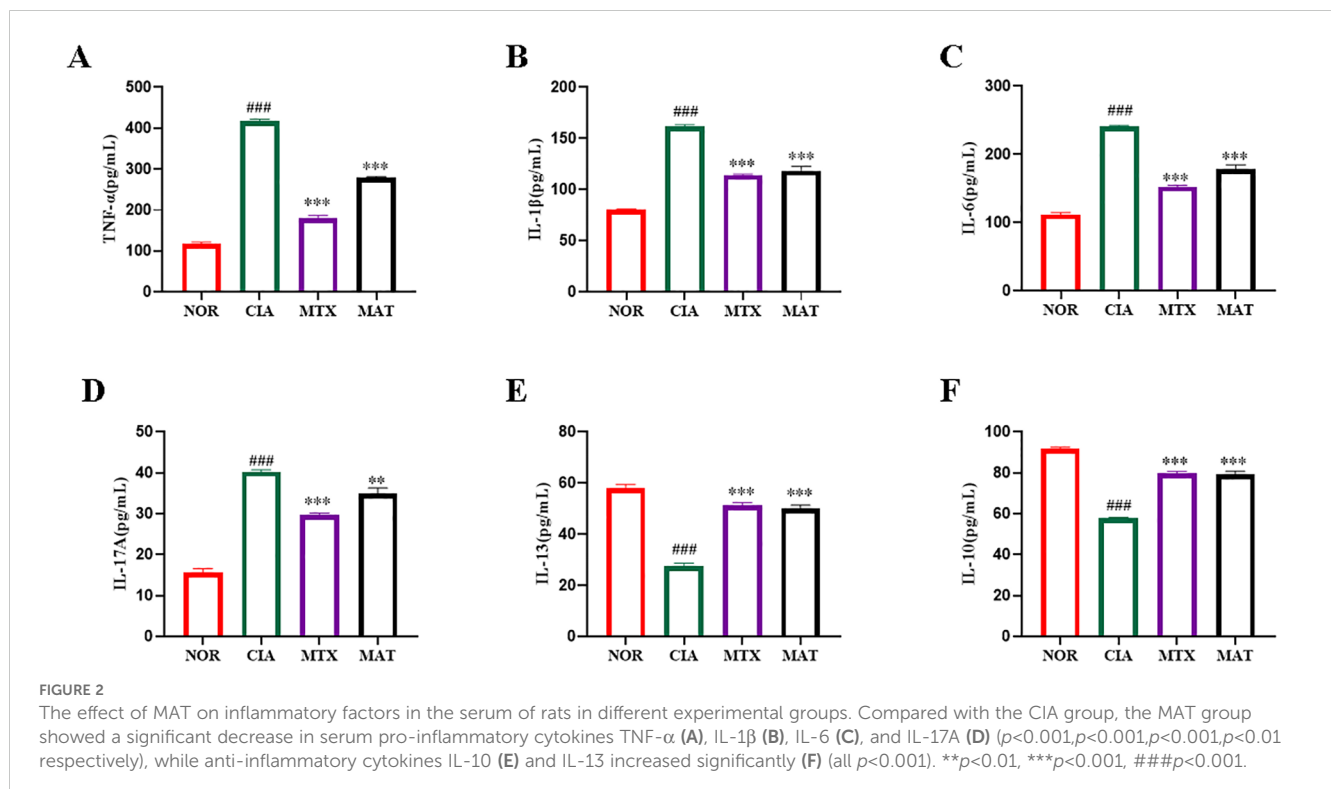 A
TNF-α(pg/mL)
500
400
300
200
100
0
###
***
***
NOR CIA MTX MAT
B
IL-1β(pg/mL)
200
150
100
50
0
###
***
***
NOR CIA MTX MAT
C
IL-6(pg/mL)
300
200
100
0
###
***
***
NOR CIA MTX MAT
D
IL-17A(pg/mL)
50
40
30
20
10
0
###
***
**
NOR CIA MTX MAT
E
IL-13(pg/mL)
80
60
40
20
0
###
***
***
NOR CIA MTX MAT
F
IL-10(pg/mL)
100
80
60
40
20
0
###
***
***
NOR CIA MTX MAT
FIGURE 2
The effect of MAT on inflammatory factors in the serum of rats in different experimental groups. Compared with the CIA group, the MAT group
showed a significant decrease in serum pro-inflammatory cytokines TNF-α (A), IL-1β (B), IL-6 (C), and IL-17A (D) (p<0.001,p<0.001,p<0.001,p<0.01
respectively), while anti-inflammatory cytokines IL-10 (E) and IL-13 increased significantly (F) (all p<0.001). **p<0.01, ***p<0.001, ###p<0.001.